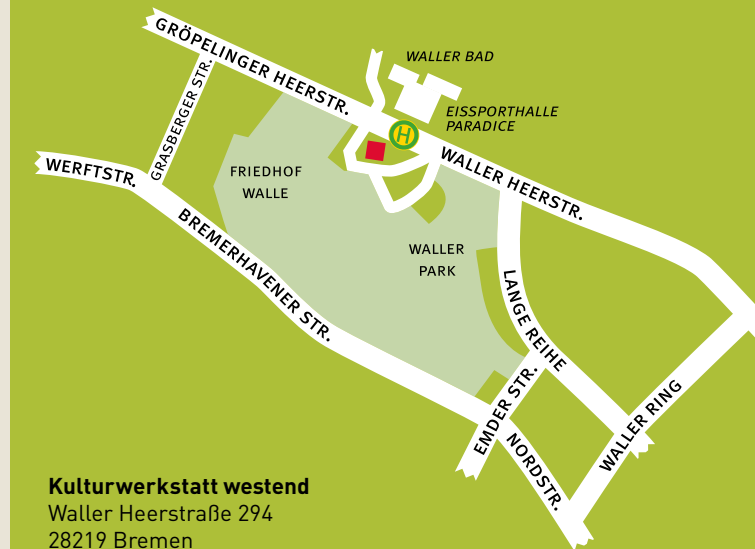 GRÖPELINGER HEERSTR.
WALLER BAD
EISSPORTHALLE
PARADICE
H
GRASBERGER STR.
WERFTSTR.
FRIEDHOF
WALLE
WALLER HEERSTR.
BREMERHAVENER STR.
WALLER
PARK
LANGE REIHE
EMDER STR.
NORDSTR.
WALLER RING
Kulturwerkstatt westend
Waller Heerstraße 294
28219 Bremen